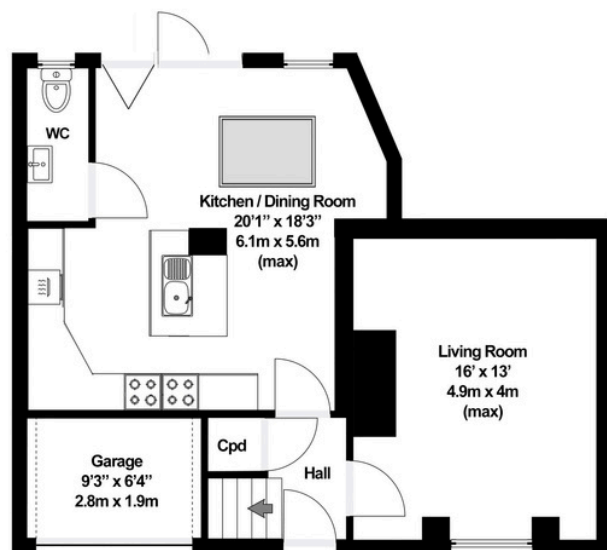 WC
Kitchen / Dining Room
20'1" x 18'3"
6.1m x 5.6m
(max)
Living Room
16' x 13'
4.9m x 4m
(max)
Garage
9'3" x 6'4"
2.8m x 1.9m
Cpd
Hall